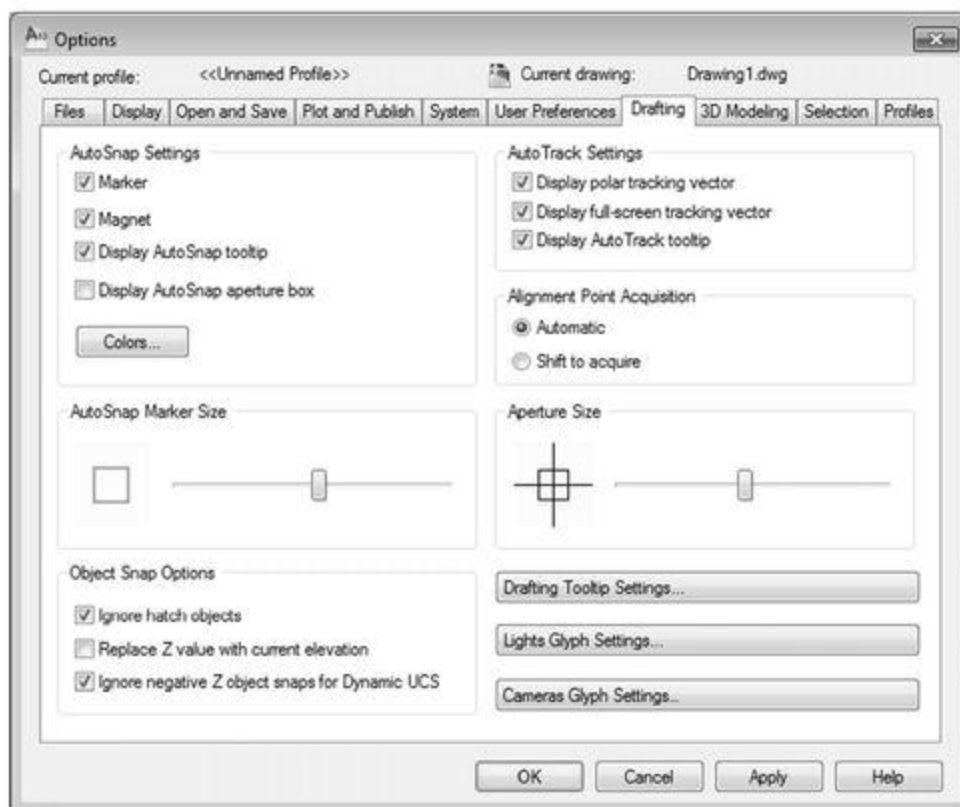 Options
Current profile: <<Unnamed Profile>> Current drawing: Drawing1.dwg
Files Display Open and Save Plot and Publish System User Preferences Drafting 3D Modeling Selection Profiles
AutoSnap Settings
Marker
Magnet
Display AutoSnap tooltip
Display AutoSnap aperture box
Colors...
AutoTrack Settings
Display polar tracking vector
Display full-screen tracking vector
Display AutoTrack tooltip
Alignment Point Acquisition
Automatic
Shift to acquire
AutoSnap Marker Size
Aperture Size
Object Snap Options
Ignore hatch objects
Replace Z value with current elevation
Ignore negative Z object snaps for Dynamic UCS
Drafting Tooltip Settings...
Lights Glyph Settings...
Cameras Glyph Settings...
OK Cancel Apply Help